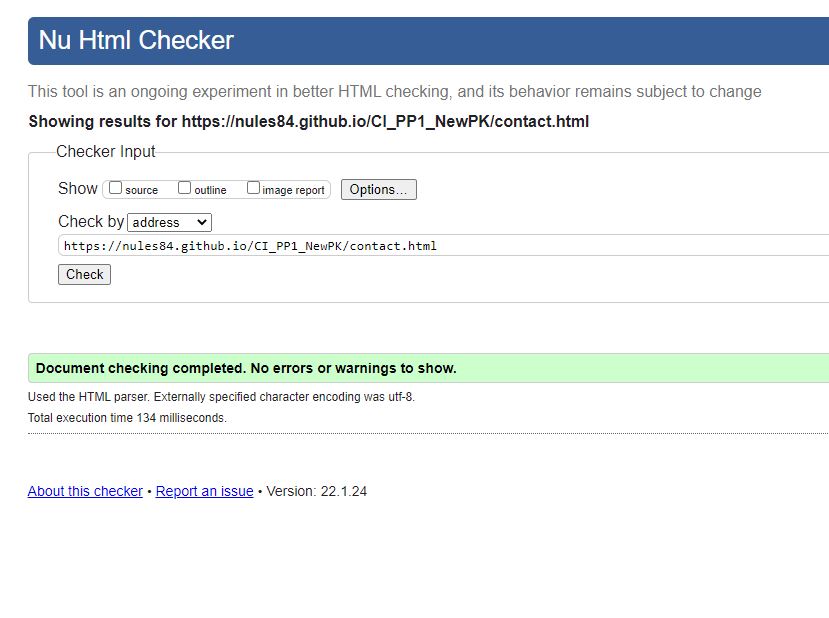 Nu Html Checker
This tool is an ongoing experiment in better HTML checking, and its behavior remains subject to change
Showing results for https://nules84.github.io/CI_PP1_NewPK/contact.html
Checker Input
Show source outline image report Options...
Check by address
https://nules84.github.io/CI_PP1_NewPK/contact.html
Check
Document checking completed. No errors or warnings to show.
Used the HTML parser. Externally specified character encoding was utf-8.
Total execution time 134 milliseconds.
About this checker • Report an issue • Version: 22.1.24